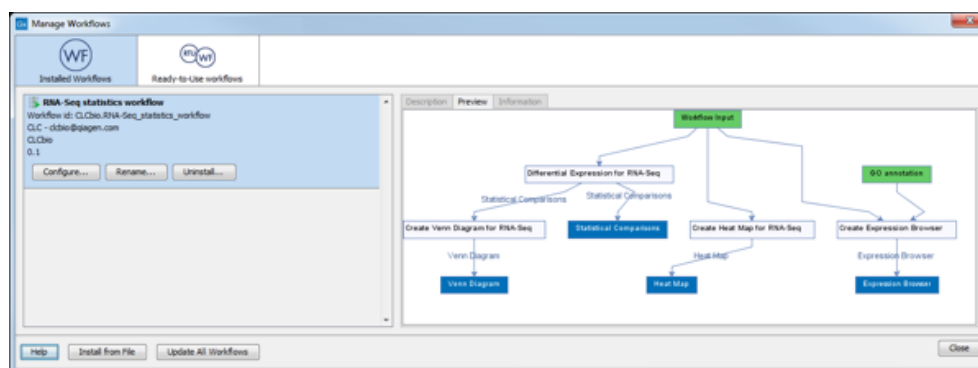 Manage Workflows
WF
Installed Workflows
RTU WF
Ready-to-Use workflows
RNA-Seq statistics workflow
Workflow id: CLCbio.RNA-Seq_statistics_workflow
CLC - clcbio@qiagen.com
CLCbio
0.1
Configure...
Rename...
Uninstall...
Description
Preview
Information
Workflow Input
Differential Expression for RNA-Seq
GO annotation
Statistical Comparisons
Statistical Comparisons
Create Venn Diagram for RNA-Seq
Statistical Comparisons
Create Heat Map for RNA-Seq
Create Expression Browser
Venn Diagram
Heat Map
Expression Browser
Venn Diagram
Heat Map
Expression Browser
Help
Install from File
Update All Workflows
Close